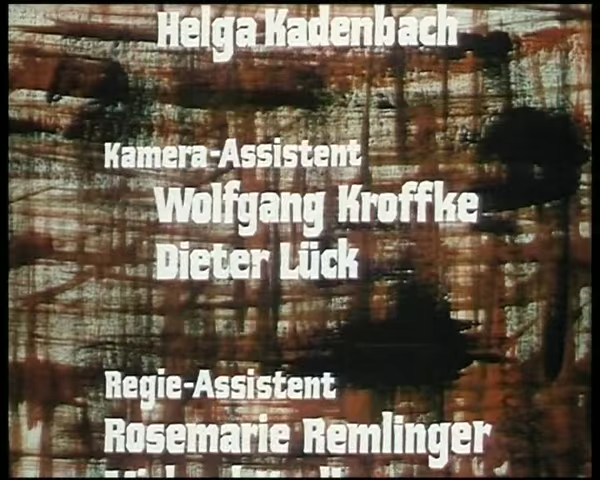 Helga Kadenbach
Kamera-Assistent
Wolfgang Kroffke
Dieter Lück
Regie-Assistent
Rosemarie Remlinger